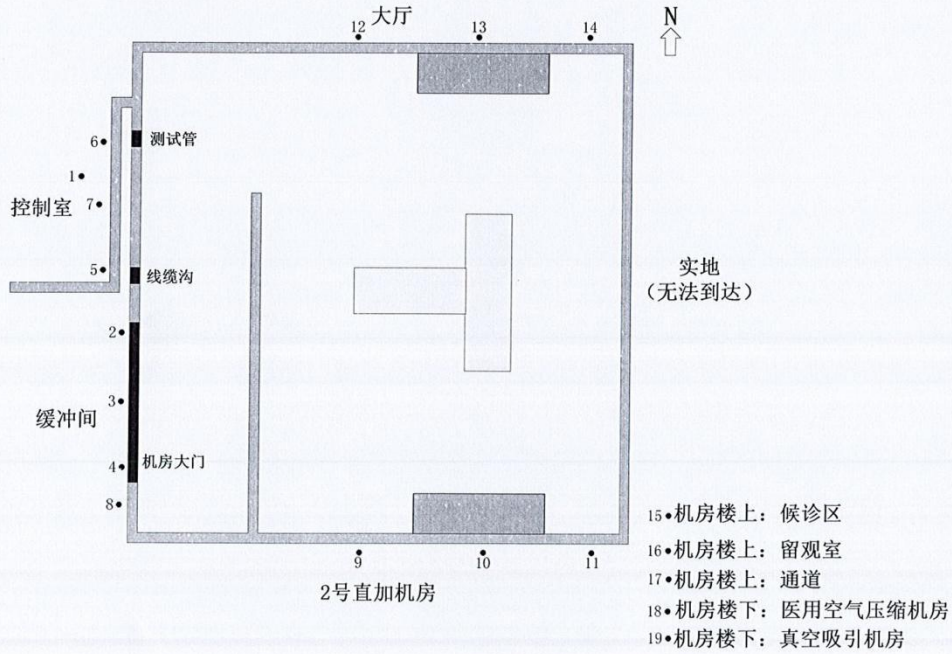 大厅
N
12 13 14
测试管
6
1
控制室
7
5
线缆沟
实地
(无法到达)
2
3
缓冲间
4
机房大门
8
9 10 11
2号直加机房
15 机房楼上：候诊区
16 机房楼上：留观室
17 机房楼上：通道
18 机房楼下：医用空气压缩机房
19 机房楼下：真空吸引机房